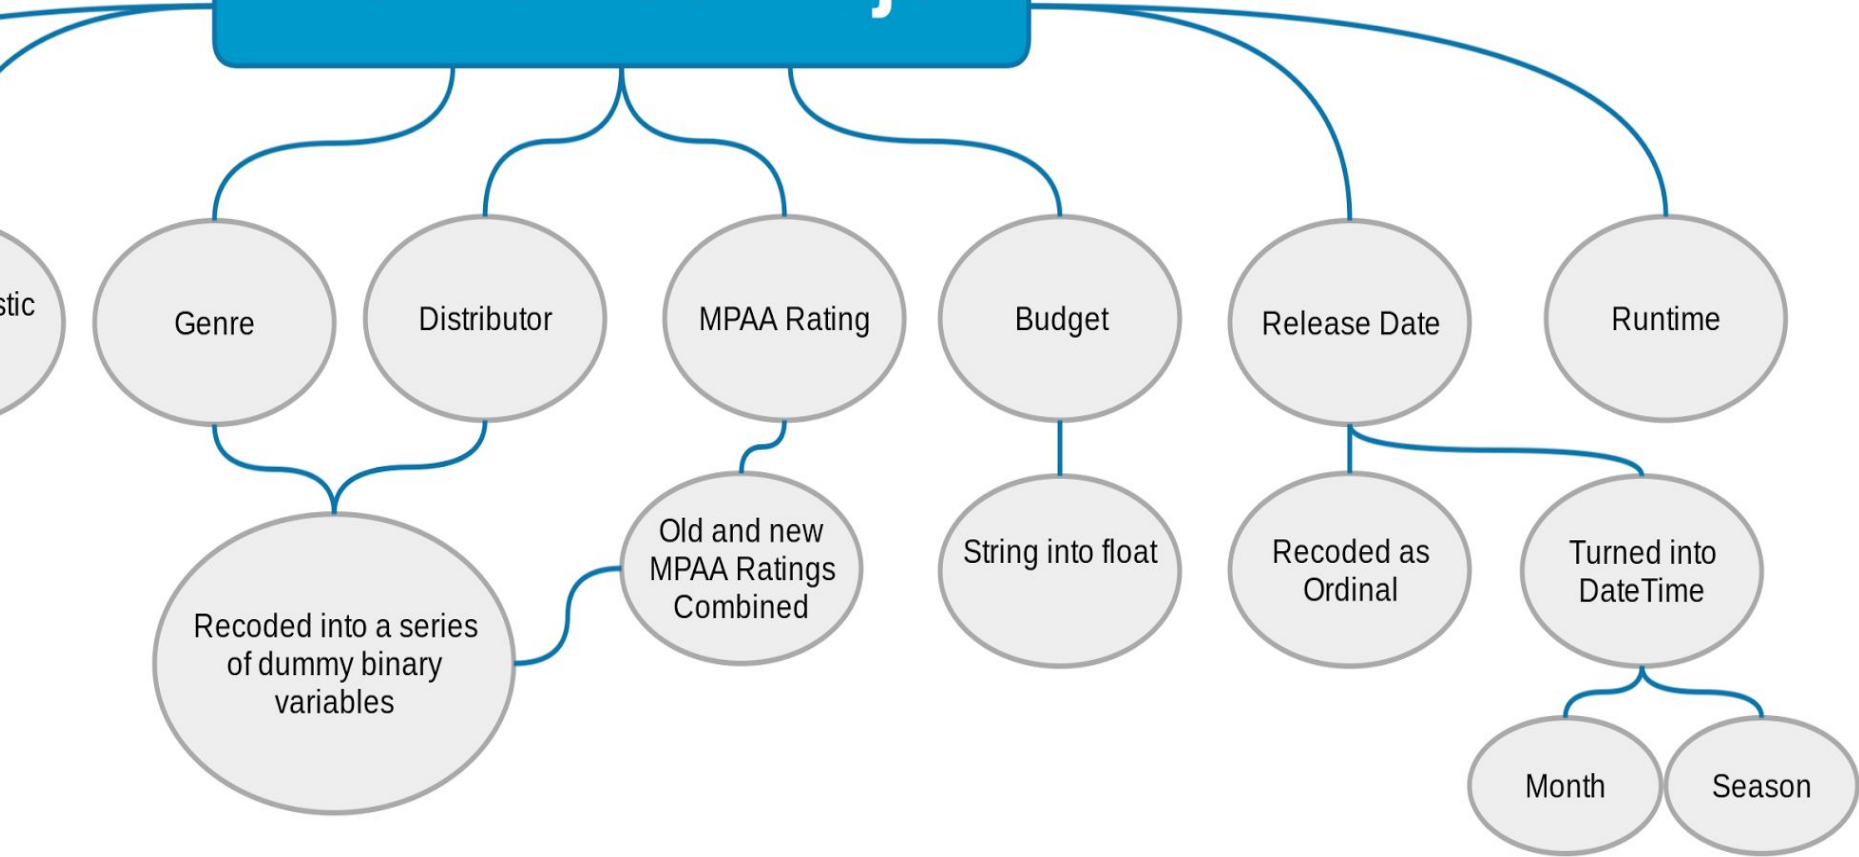 Genre
Distributor
MPAA Rating
Budget
Release Date
Runtime
Old and new
MPAA Ratings
Combined
String into float
Recoded as
Ordinal
Turned into
DateTime
Recoded into a series
of dummy binary
variables
Month
Season